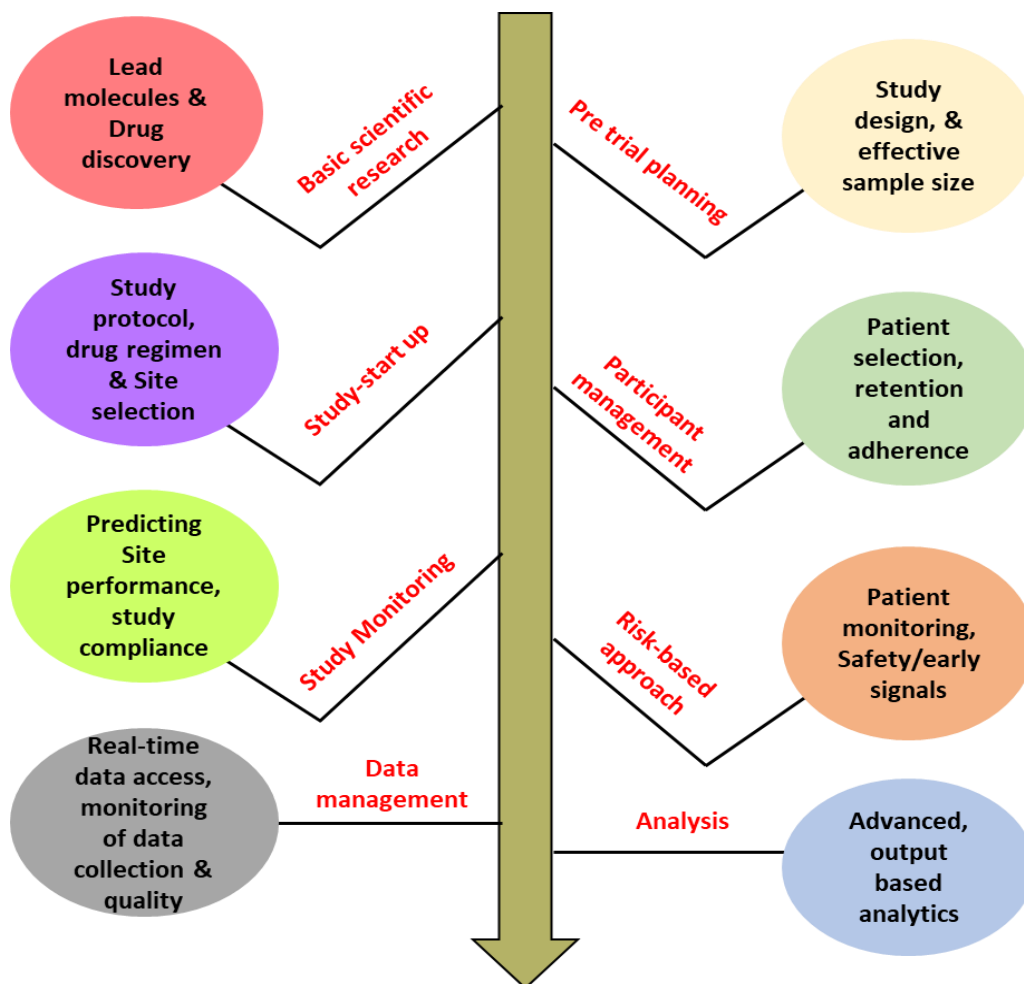 Lead
molecules &
Drug
discovery
Basic scientific
research
Pre trial planning
Study
design, &
effective
sample size
Study
protocol,
drug regimen
& Site
selection
Study-start up
Participant
management
Patient
selection,
retention
and
adherence
Predicting
Site
performance,
study
compliance
Study Monitoring
Risk-based
approach
Patient
monitoring,
Safety/early
signals
Real-time
data access,
monitoring
of data
collection &
quality
Data
management
Analysis
Advanced,
output
based
analytics